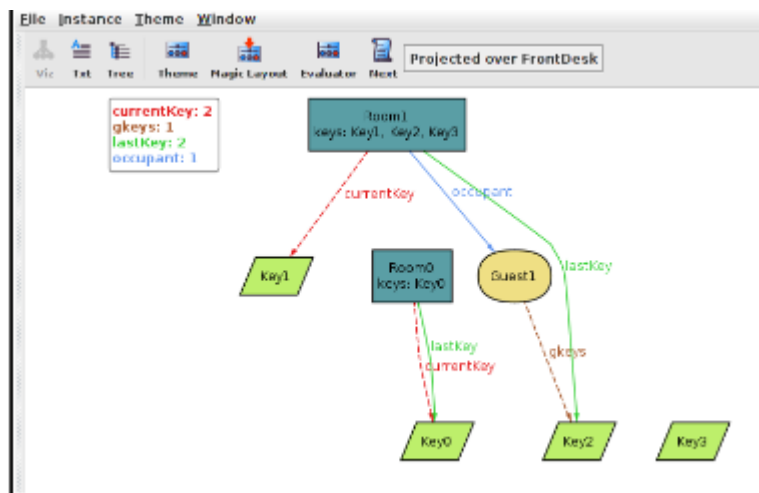 File Instance Theme Window
Viz Txt Tree Theme Magic Layout Evaluator Next Projected over FrontDesk
currentKey: 2
gkeys: 1
lastKey: 2
occupant: 1
Room1
keys: Key1, Key2, Key3
currentKey
occupant
lastKey
Key1
Room0
keys: Key0
Guest1
lastKey
currentKey
gkeys
Key0
Key2
Key3